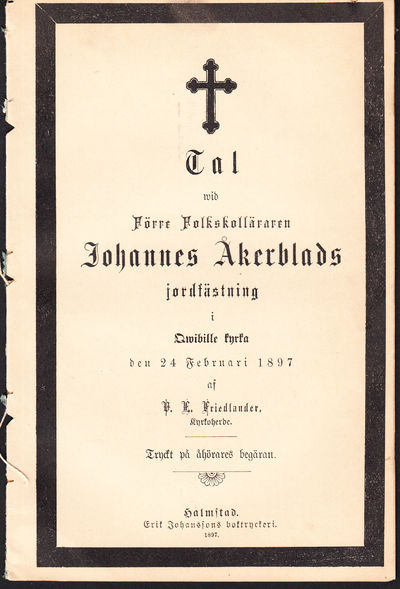 Tal
wid
Förre Folkskolläraren
Johannes Åkerblads
jordfästning
i
Qwibille kyrka
den 24 Februari 1897
af
P. E. Friedlander,
Kyrkoherde.
Tryckt på åhörares begäran.
Halmstad.
Erik Johanssons boktryckeri.
1897.